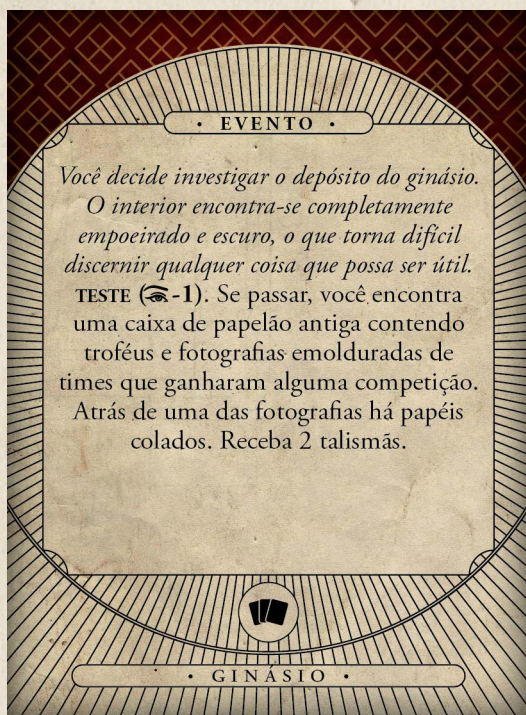 • EVENTO •
Você decide investigar o depósito do ginásio.
O interior encontra-se completamente
empoeirado e escuro, o que torna difícil
discernir qualquer coisa que possa ser útil.
TESTE (-1). Se passar, você encontra
uma caixa de papelão antiga contendo
troféus e fotografias emolduradas de
times que ganharam alguma competição.
Atrás de uma das fotografias há papéis
colados. Receba 2 talismãs.
• GINÁSIO •